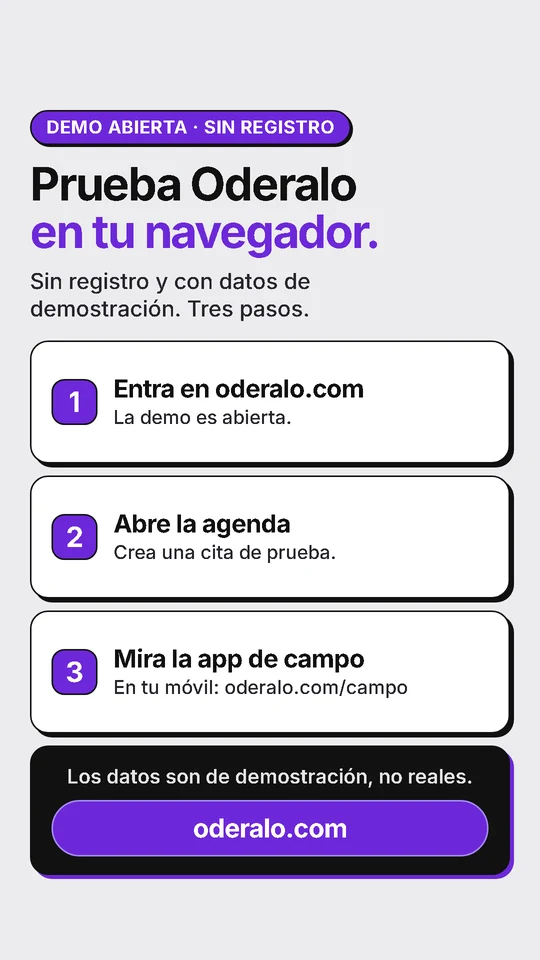 DEMO ABIERTA · SIN REGISTRO
Prueba Oderalo
en tu navegador.
Sin registro y con datos de
demostración. Tres pasos.
1
Entra en oderalo.com
La demo es abierta.
2
Abre la agenda
Crea una cita de prueba.
3
Mira la app de campo
En tu móvil: oderalo.com/campo
Los datos son de demostración, no reales.
oderalo.com